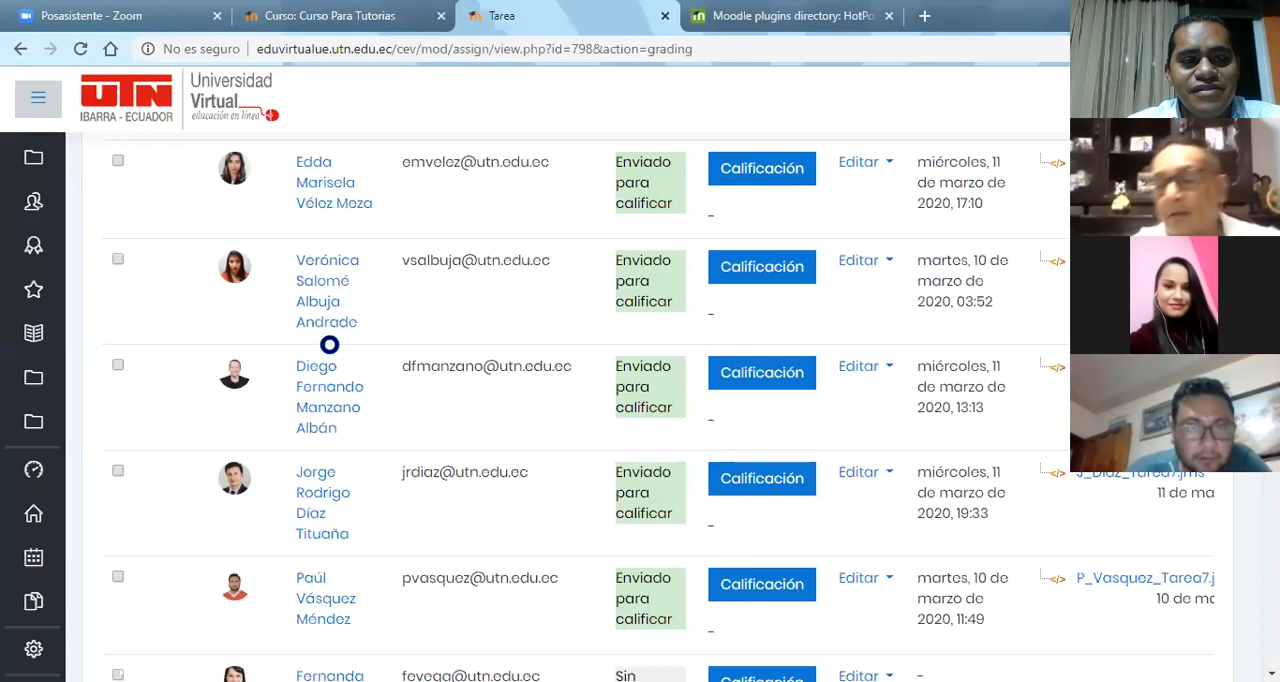 Posasistente - Zoom
Curso: Curso Para Tutorias
Tarea
Moodle plugins directory: HotPo
No es seguro
eduvirtualue.utn.edu.ec/cev/mod/assign/view.php?id=798&action=grading
UTN
IBARRA - ECUADOR
Universidad
Virtual
educación en línea
Edda
Marisela
Vélez Meza
emvelez@utn.edu.ec
Enviado
para
calificar
Calificación
-
Editar
miércoles, 11
de marzo de
2020, 17:10
Verónica
Salomé
Albuja
Andrade
vsalbuja@utn.edu.ec
Enviado
para
calificar
Calificación
-
Editar
martes, 10 de
marzo de
2020, 03:52
Diego
Fernando
Manzano
Albán
dfmanzano@utn.edu.ec
Enviado
para
calificar
Calificación
-
Editar
miércoles, 11
de marzo de
2020, 13:13
Jorge
Rodrigo
Díaz
Tituaña
jrdiaz@utn.edu.ec
Enviado
para
calificar
Calificación
-
Editar
miércoles, 11
de marzo de
2020, 19:33
J_Diaz_Tarea7.jms
11 de ma
Paúl
Vásquez
Méndez
pvasquez@utn.edu.ec
Enviado
para
calificar
Calificación
-
Editar
martes, 10 de
marzo de
2020, 11:49
P_Vasquez_Tarea7.j
10 de ma
Fernanda
fevega@utn.edu.ec
Sin
Calificación
Editar
-